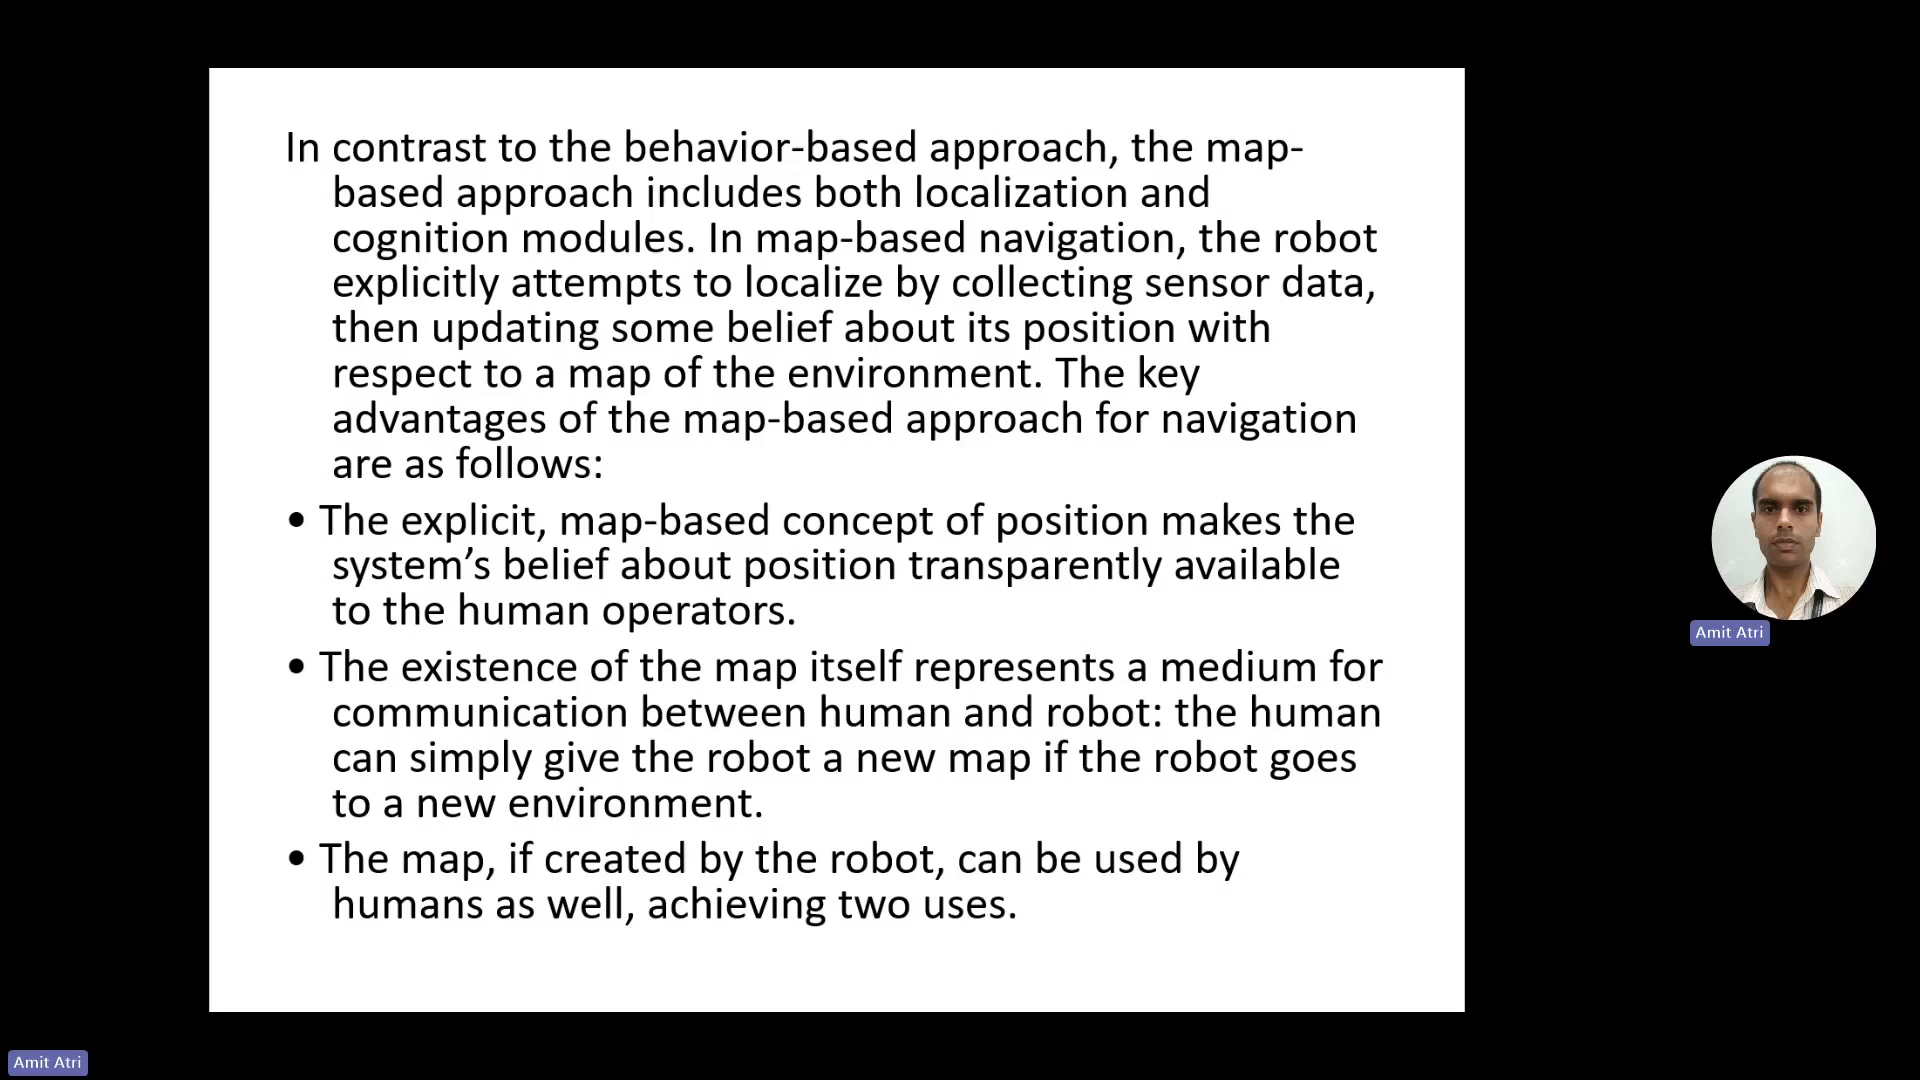 In contrast to the behavior-based approach, the map-
based approach includes both localization and
cognition modules. In map-based navigation, the robot
explicitly attempts to localize by collecting sensor data,
then updating some belief about its position with
respect to a map of the environment. The key
advantages of the map-based approach for navigation
are as follows:
• The explicit, map-based concept of position makes the
system’s belief about position transparently available
to the human operators.
• The existence of the map itself represents a medium for
communication between human and robot: the human
can simply give the robot a new map if the robot goes
to a new environment.
• The map, if created by the robot, can be used by
humans as well, achieving two uses.
Amit Atri
Amit Atri